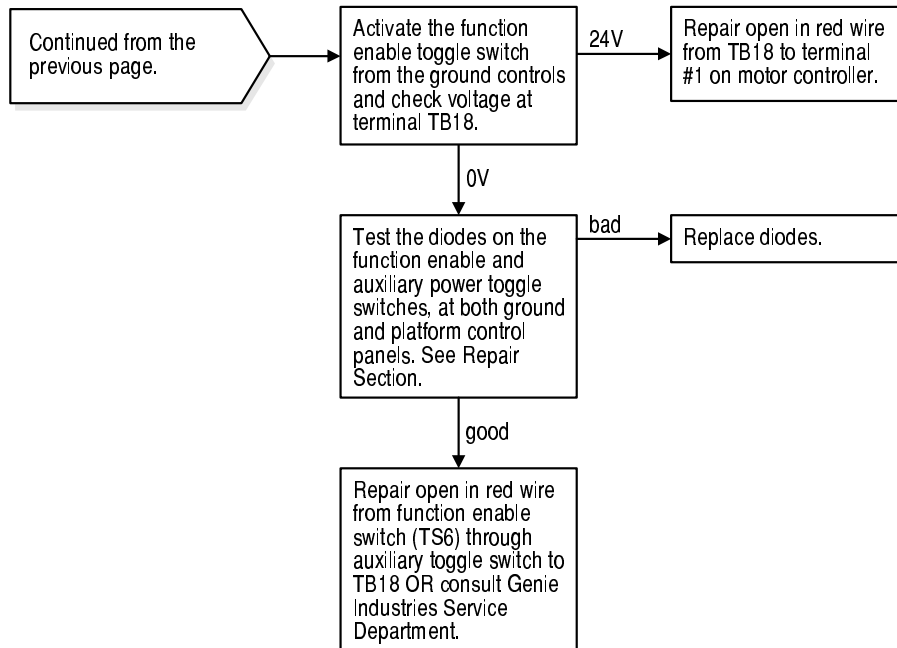 Continued from the
previous page.
Activate the function
enable toggle switch
from the ground controls
and check voltage at
terminal TB18.
24V
Repair open in red wire
from TB18 to terminal
#1 on motor controller.
0V
Test the diodes on the
function enable and
auxiliary power toggle
switches, at both ground
and platform control
panels. See Repair
Section.
bad
Replace diodes.
good
Repair open in red wire
from function enable
switch (TS6) through
auxiliary toggle switch to
TB18 OR consult Genie
Industries Service
Department.